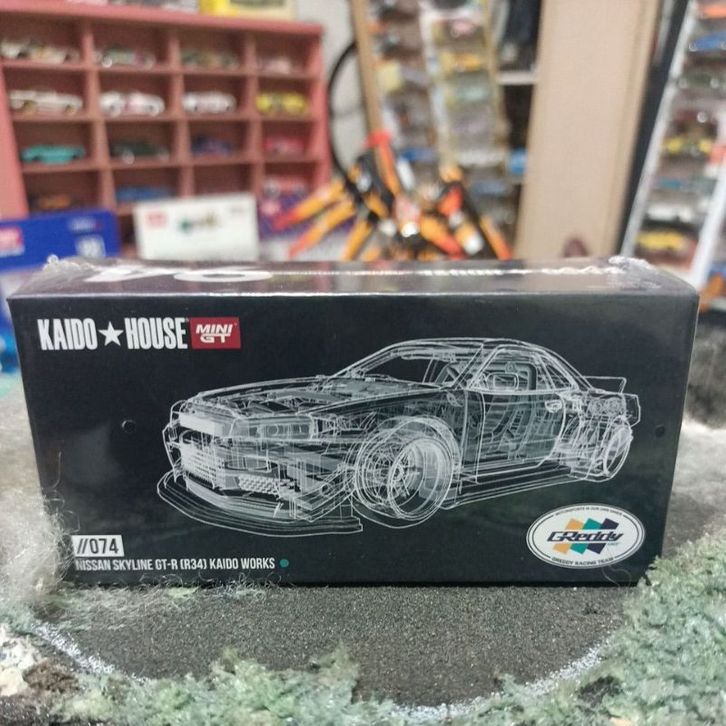 KAIDO★HOUSE MINI GT
//074
NISSAN SKYLINE GT-R (R34) KAIDO WORKS
GReddy
GREDDY RACING TEAM